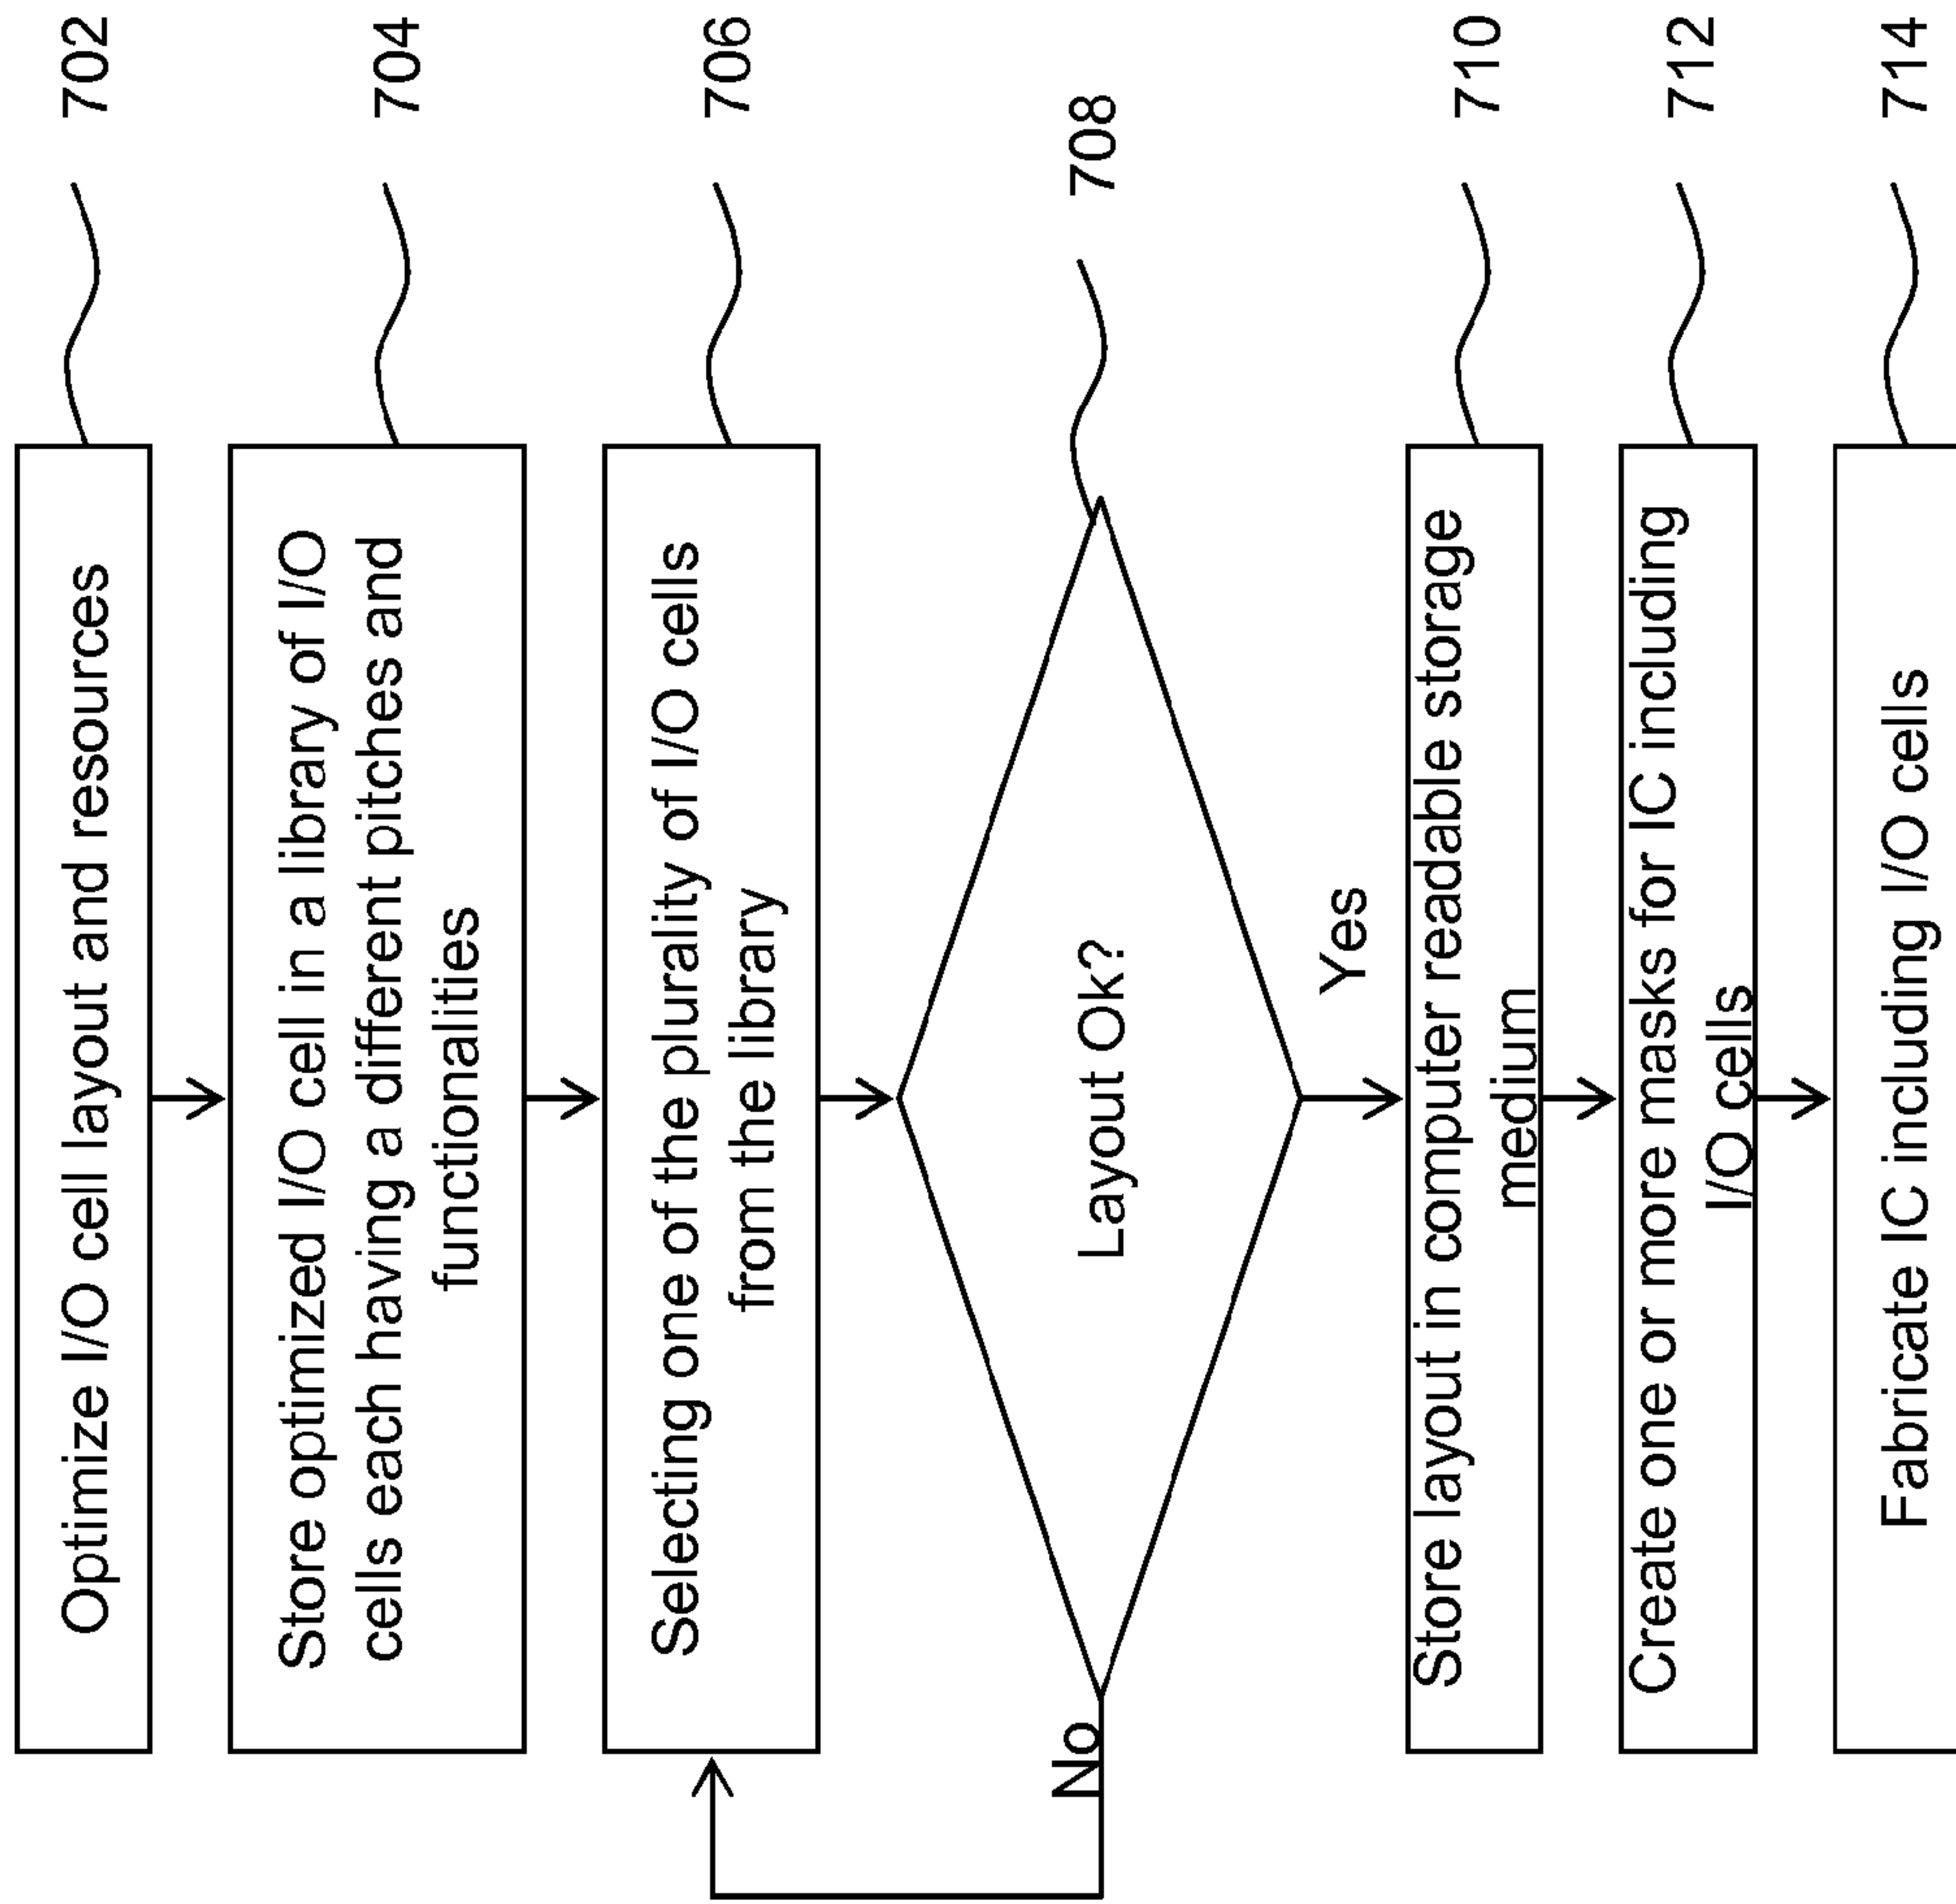 Optimize I/O cell layout and resources
702
Store optimized I/O cell in a library of I/O
cells each having a different pitches and
functionalities
704
Selecting one of the plurality of I/O cells
from the library
706
Layout Ok?
708
No
Yes
Store layout in computer readable storage
medium
710
Create one or more masks for IC including
I/O cells
712
Fabricate IC including I/O cells
714